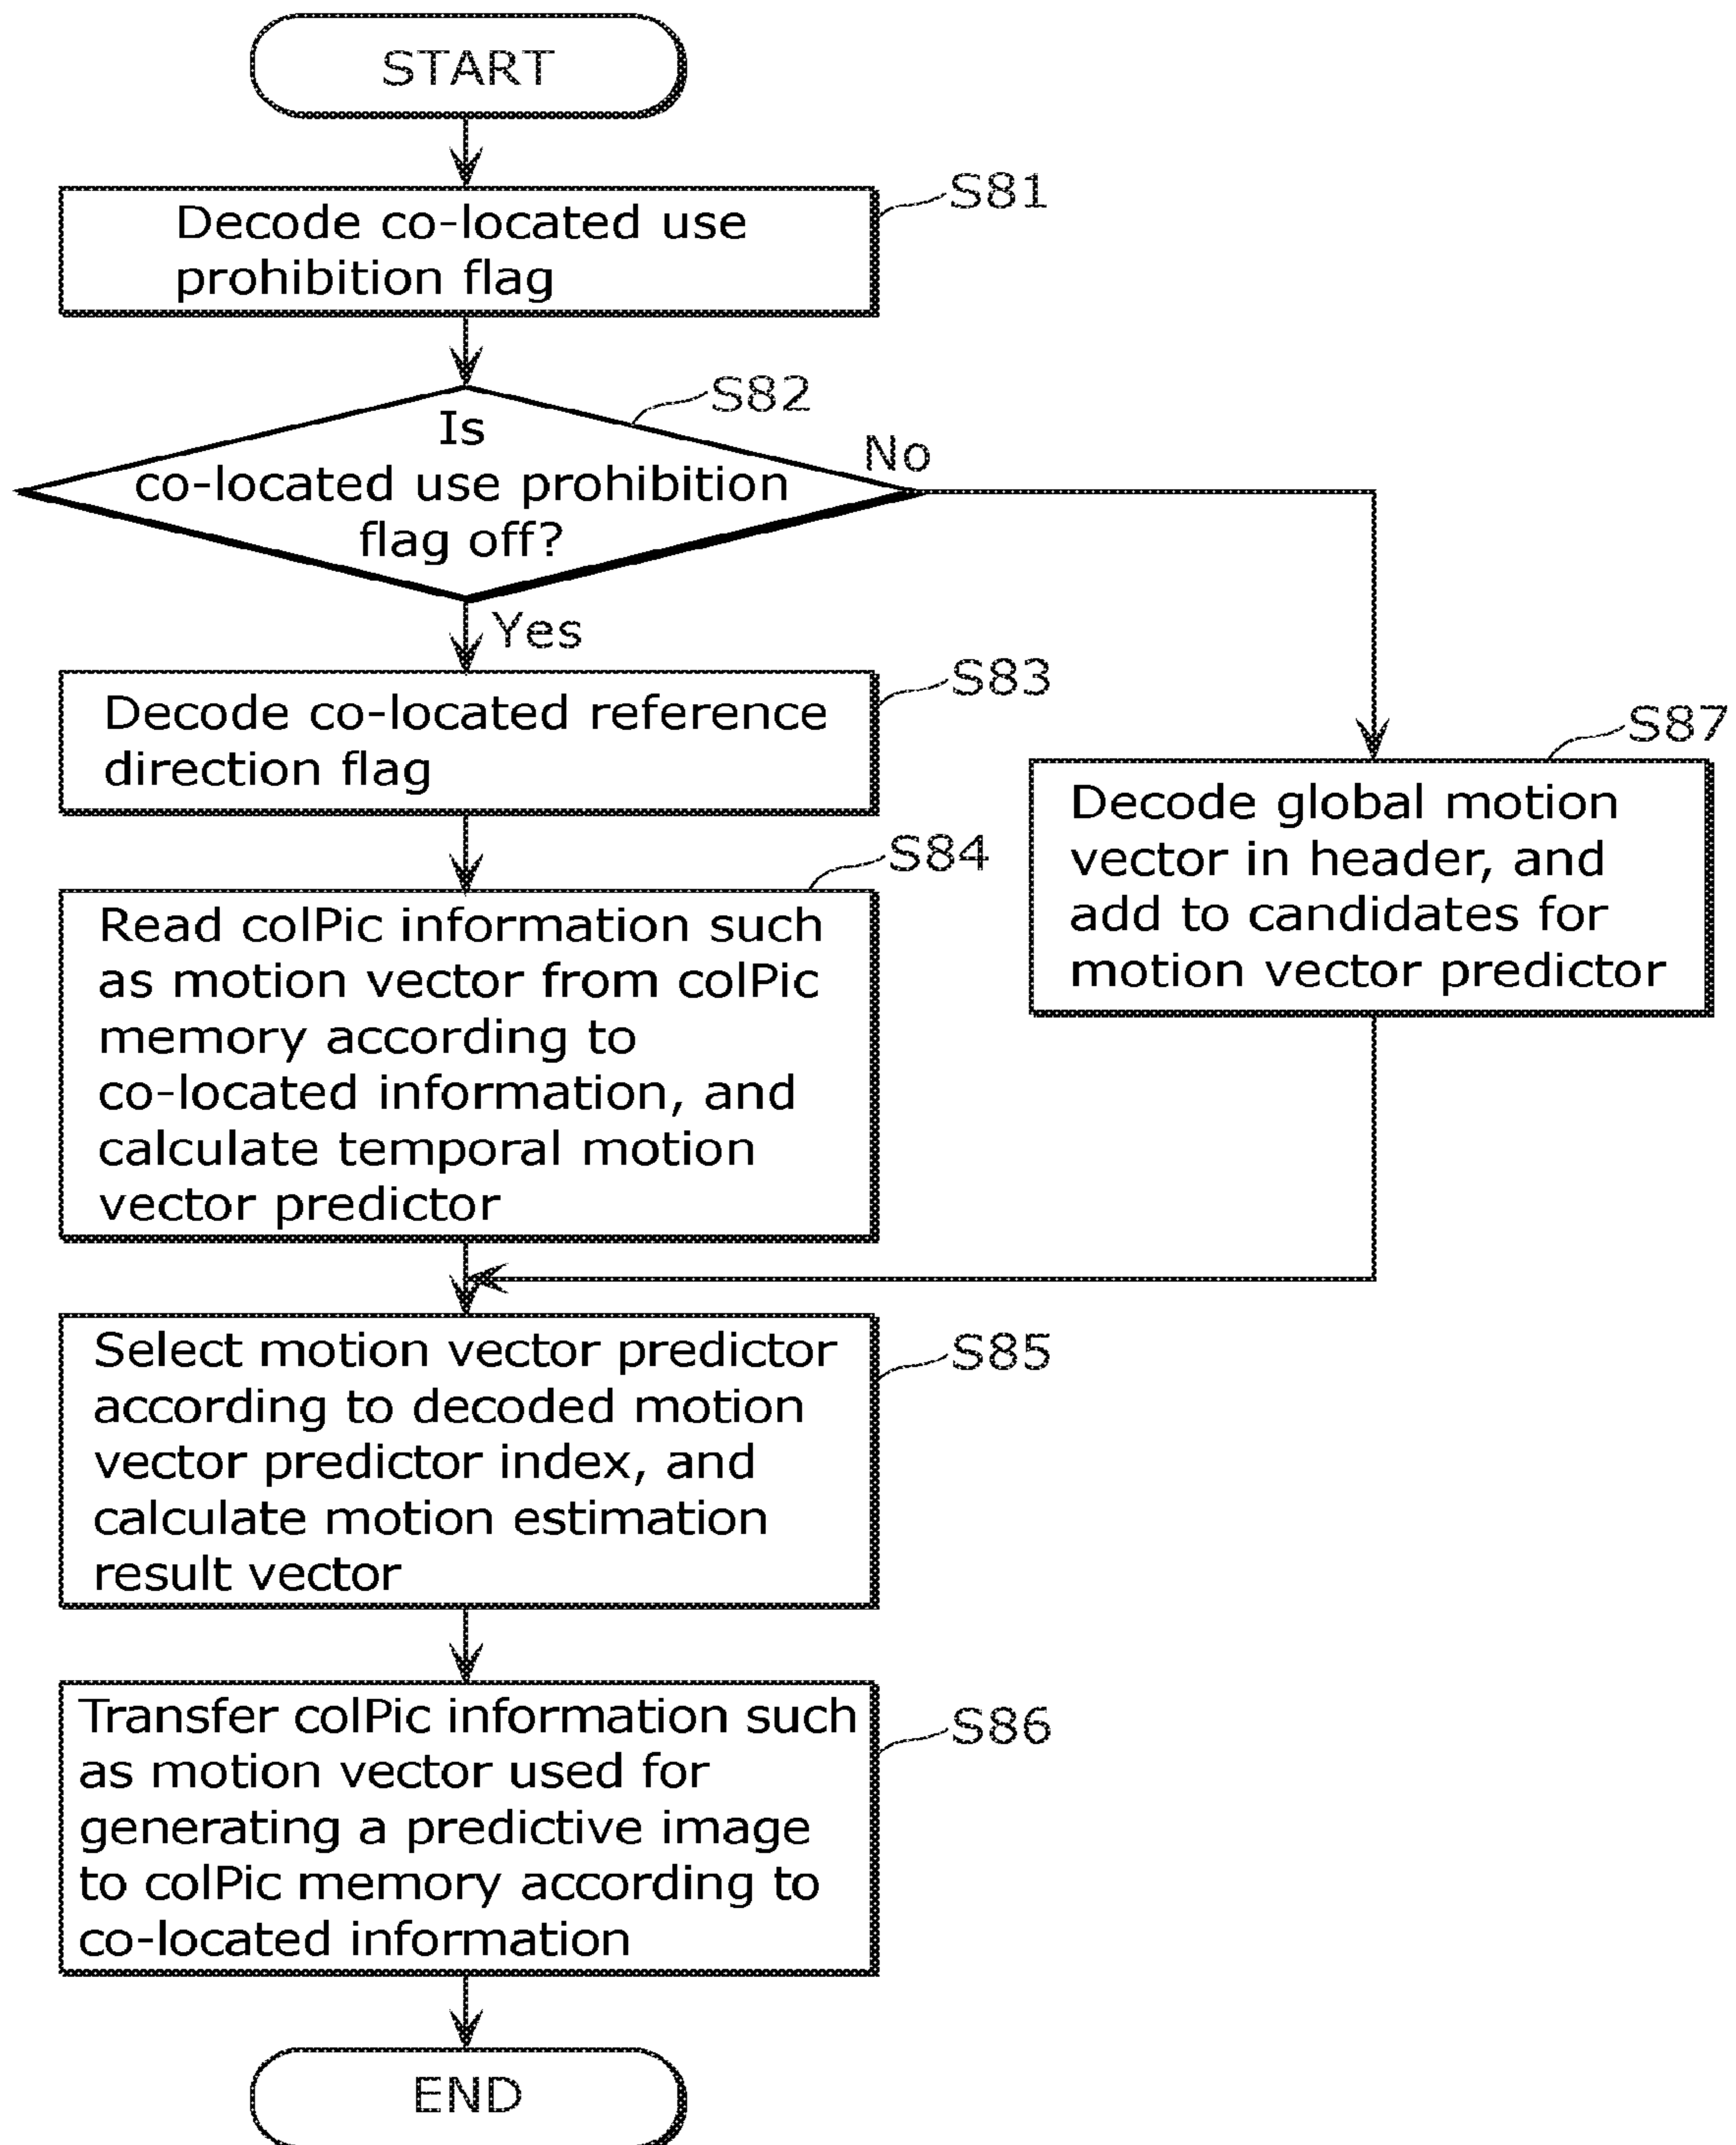 START
S81
Decode co-located use
prohibition flag
S82
Is
co-located use prohibition
flag off?
No
Yes
S83
Decode co-located reference
direction flag
S87
Decode global motion
vector in header, and
add to candidates for
motion vector predictor
S84
Read colPic information such
as motion vector from colPic
memory according to
co-located information, and
calculate temporal motion
vector predictor
S85
Select motion vector predictor
according to decoded motion
vector predictor index, and
calculate motion estimation
result vector
S86
Transfer colPic information such
as motion vector used for
generating a predictive image
to colPic memory according to
co-located information
END